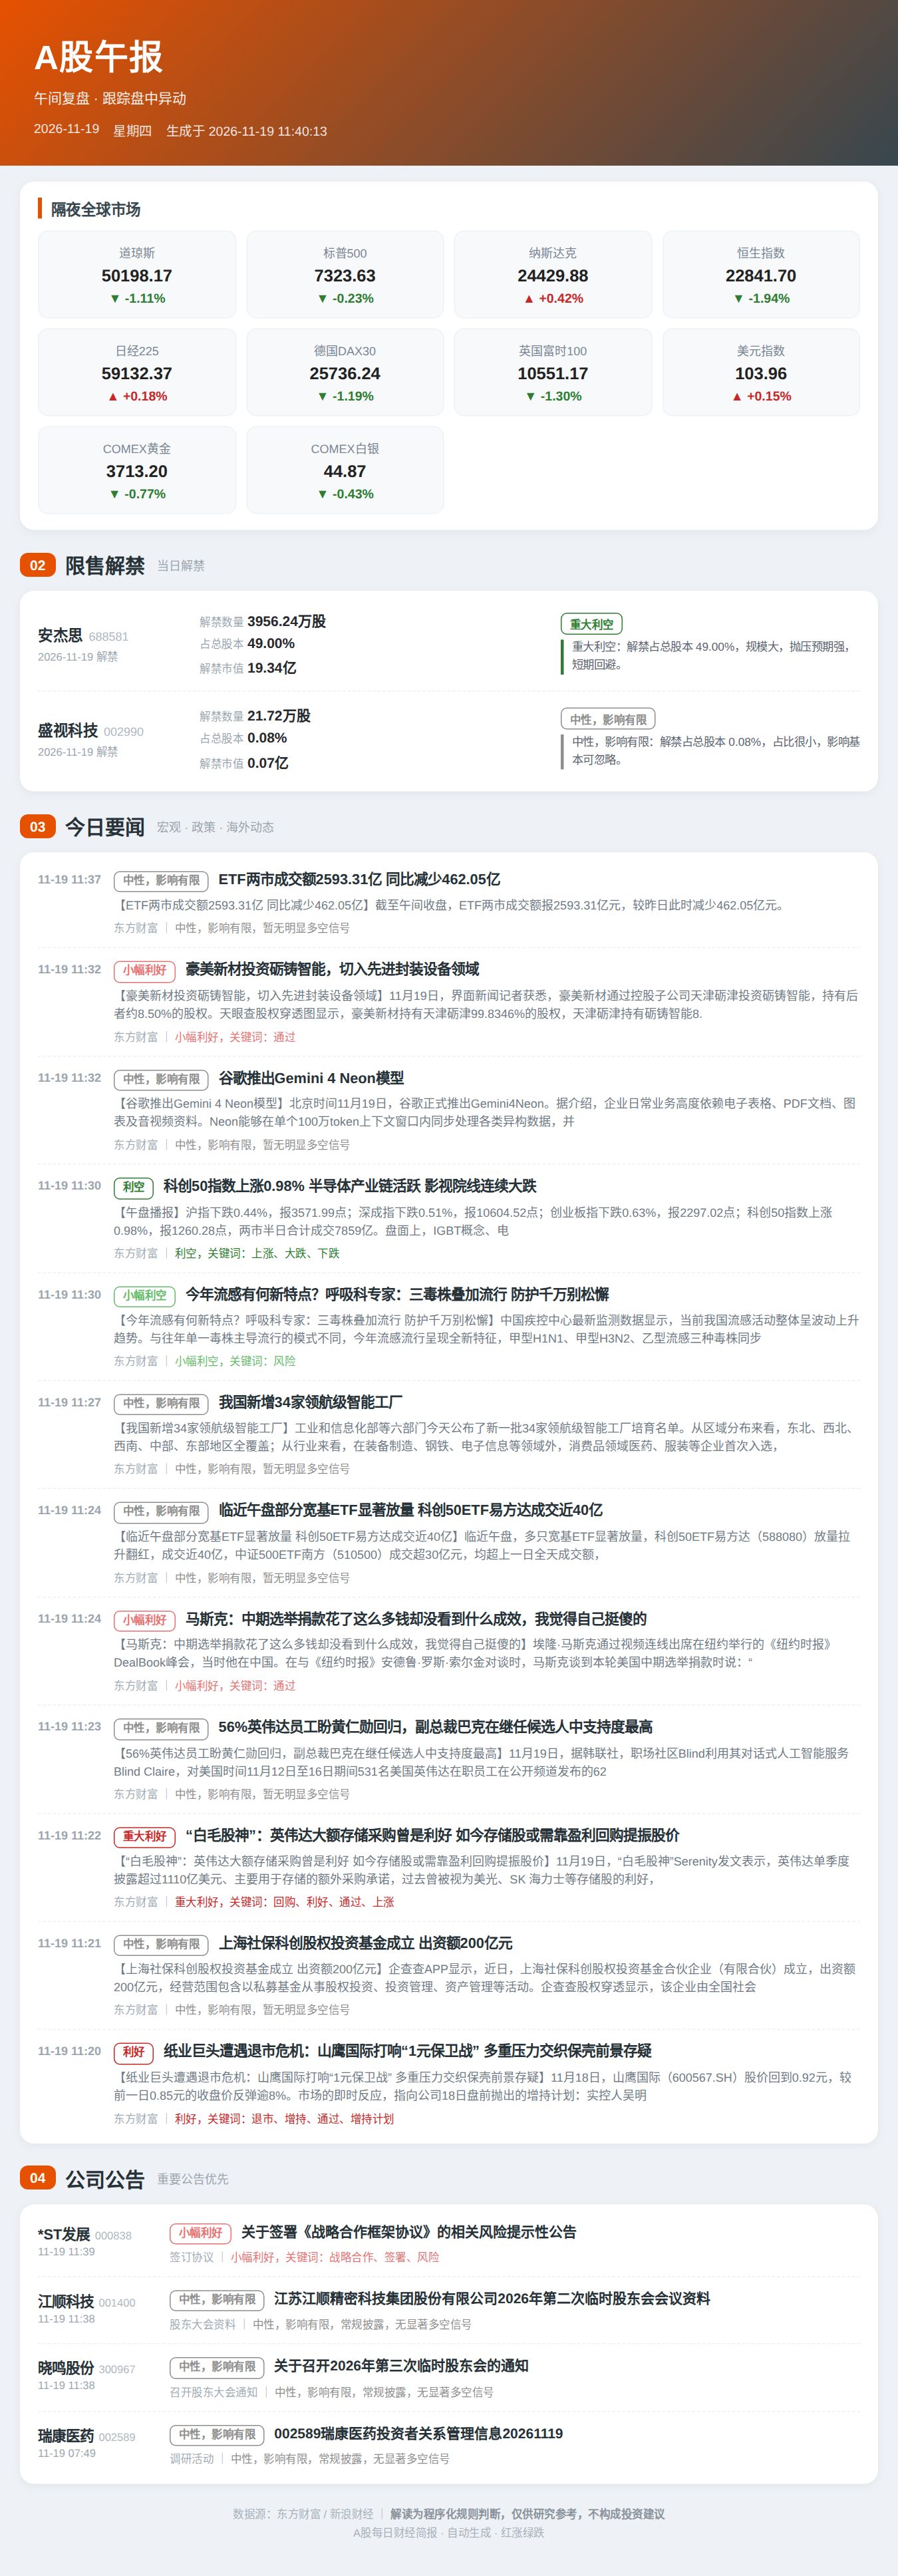 A股午报
午间复盘 · 跟踪盘中异动
2026-11-19 星期四 生成于 2026-11-19 11:40:13
隔夜全球市场
道琼斯
50198.17
▼ -1.11%
标普500
7323.63
▼ -0.23%
纳斯达克
24429.88
▲ +0.42%
恒生指数
22841.70
▼ -1.94%
日经225
59132.37
▲ +0.18%
德国DAX30
25736.24
▼ -1.19%
英国富时100
10551.17
▼ -1.30%
美元指数
103.96
▲ +0.15%
COMEX黄金
3713.20
▼ -0.77%
COMEX白银
44.87
▼ -0.43%
02 限售解禁 当日解禁
安杰思 688581
2026-11-19 解禁
解禁数量 3956.24万股
占总股本 49.00%
解禁市值 19.34亿
重大利空
重大利空：解禁占总股本 49.00%，规模大，抛压预期强，
短期回避。
盛视科技 002990
2026-11-19 解禁
解禁数量 21.72万股
占总股本 0.08%
解禁市值 0.07亿
中性，影响有限
中性，影响有限：解禁占总股本 0.08%，占比很小，影响基
本可忽略。
03 今日要闻 宏观 · 政策 · 海外动态
11-19 11:37 中性，影响有限 ETF两市成交额2593.31亿 同比减少462.05亿
【ETF两市成交额2593.31亿 同比减少462.05亿】截至午间收盘，ETF两市成交额报2593.31亿元，较昨日此时减少462.05亿元。
东方财富 | 中性，影响有限，暂无明显多空信号
11-19 11:32 小幅利好 豪美新材投资砺铸智能，切入先进封装设备领域
【豪美新材投资砺铸智能，切入先进封装设备领域】11月19日，界面新闻记者获悉，豪美新材通过控股子公司天津砺津投资砺铸智能，持有后
者约8.50%的股权。天眼查股权穿透图显示，豪美新材持有天津砺津99.8346%的股权，天津砺津持有砺铸智能8.
东方财富 | 小幅利好，关键词：通过
11-19 11:32 中性，影响有限 谷歌推出Gemini 4 Neon模型
【谷歌推出Gemini 4 Neon模型】北京时间11月19日，谷歌正式推出Gemini4Neon。据介绍，企业日常业务高度依赖电子表格、PDF文档、图
表及音视频资料。Neon能够在单个100万token上下文窗口内同步处理各类异构数据，并
东方财富 | 中性，影响有限，暂无明显多空信号
11-19 11:30 利空 科创50指数上涨0.98% 半导体产业链活跃 影视院线连续大跌
【午盘播报】沪指下跌0.44%，报3571.99点；深成指下跌0.51%，报10604.52点；创业板指下跌0.63%，报2297.02点；科创50指数上涨
0.98%，报1260.28点，两市半日合计成交7859亿。盘面上，IGBT概念、电
东方财富 | 利空，关键词：上涨、大跌、下跌
11-19 11:30 小幅利空 今年流感有何新特点？呼吸科专家：三毒株叠加流行 防护千万别松懈
【今年流感有何新特点？呼吸科专家：三毒株叠加流行 防护千万别松懈】中国疾控中心最新监测数据显示，当前我国流感活动整体呈波动上升
趋势。与往年单一毒株主导流行的模式不同，今年流感流行呈现全新特征，甲型H1N1、甲型H3N2、乙型流感三种毒株同步
东方财富 | 小幅利空，关键词：风险
11-19 11:27 中性，影响有限 我国新增34家领航级智能工厂
【我国新增34家领航级智能工厂】工业和信息化部等六部门今天公布了新一批34家领航级智能工厂培育名单。从区域分布来看，东北、西北、
西南、中部、东部地区全覆盖；从行业来看，在装备制造、钢铁、电子信息等领域外，消费品领域医药、服装等企业首次入选，
东方财富 | 中性，影响有限，暂无明显多空信号
11-19 11:24 中性，影响有限 临近午盘部分宽基ETF显著放量 科创50ETF易方达成交近40亿
【临近午盘部分宽基ETF显著放量 科创50ETF易方达成交近40亿】临近午盘，多只宽基ETF显著放量，科创50ETF易方达（588080）放量拉
升翻红，成交近40亿，中证500ETF南方（510500）成交超30亿元，均超上一日全天成交额，
东方财富 | 中性，影响有限，暂无明显多空信号
11-19 11:24 小幅利好 马斯克：中期选举捐款花了这么多钱却没看到什么成效，我觉得自己挺傻的
【马斯克：中期选举捐款花了这么多钱却没看到什么成效，我觉得自己挺傻的】埃隆·马斯克通过视频连线出席在纽约举行的《纽约时报》
DealBook峰会，当时他在中国。在与《纽约时报》安德鲁·罗斯·索尔金对谈时，马斯克谈到本轮美国中期选举捐款时说：“
东方财富 | 小幅利好，关键词：通过
11-19 11:23 中性，影响有限 56%英伟达员工盼黄仁勋回归，副总裁巴克在继任候选人中支持度最高
【56%英伟达员工盼黄仁勋回归，副总裁巴克在继任候选人中支持度最高】11月19日，据韩联社，职场社区Blind利用其对话式人工智能服务
Blind Claire，对美国时间11月12日至16日期间531名美国英伟达在职员工在公开频道发布的62
东方财富 | 中性，影响有限，暂无明显多空信号
11-19 11:22 重大利好 “白毛股神”：英伟达大额存储采购曾是利好 如今存储股或需靠盈利回购提振股价
【“白毛股神”：英伟达大额存储采购曾是利好 如今存储股或需靠盈利回购提振股价】11月19日，“白毛股神”Serenity发文表示，英伟达单季度
披露超过1110亿美元、主要用于存储的额外采购承诺，过去曾被视为美光、SK 海力士等存储股的利好，
东方财富 | 重大利好，关键词：回购、利好、通过、上涨
11-19 11:21 中性，影响有限 上海社保科创股权投资基金成立 出资额200亿元
【上海社保科创股权投资基金成立 出资额200亿元】企查查APP显示，近日，上海社保科创股权投资基金合伙企业（有限合伙）成立，出资额
200亿元，经营范围包含以私募基金从事股权投资、投资管理、资产管理等活动。企查查股权穿透显示，该企业由全国社会
东方财富 | 中性，影响有限，暂无明显多空信号
11-19 11:20 利好 纸业巨头遭遇退市危机：山鹰国际打响“1元保卫战” 多重压力交织保壳前景存疑
【纸业巨头遭遇退市危机：山鹰国际打响“1元保卫战” 多重压力交织保壳前景存疑】11月18日，山鹰国际（600567.SH）股价回到0.92元，较
前一日0.85元的收盘价反弹逾8%。市场的即时反应，指向公司18日盘前抛出的增持计划：实控人吴明
东方财富 | 利好，关键词：退市、增持、通过、增持计划
04 公司公告 重要公告优先
*ST发展 000838
11-19 11:39
小幅利好 关于签署《战略合作框架协议》的相关风险提示性公告
签订协议 | 小幅利好，关键词：战略合作、签署、风险
江顺科技 001400
11-19 11:38
中性，影响有限 江苏江顺精密科技集团股份有限公司2026年第二次临时股东会会议资料
股东大会资料 | 中性，影响有限，常规披露，无显著多空信号
晓鸣股份 300967
11-19 11:38
中性，影响有限 关于召开2026年第三次临时股东会的通知
召开股东大会通知 | 中性，影响有限，常规披露，无显著多空信号
瑞康医药 002589
11-19 07:49
中性，影响有限 002589瑞康医药投资者关系管理信息20261119
调研活动 | 中性，影响有限，常规披露，无显著多空信号
数据源：东方财富 / 新浪财经 | 解读为程序化规则判断，仅供研究参考，不构成投资建议
A股每日财经简报 · 自动生成 · 红涨绿跌